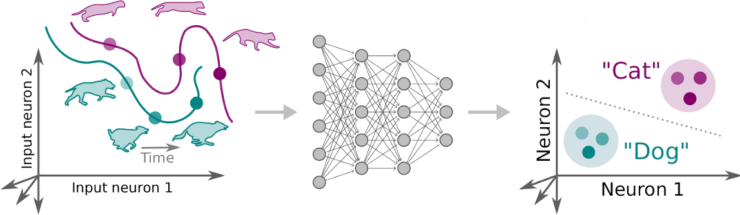 Input neuron 2
Time
Input neuron 1
Neuron 2
"Cat"
"Dog"
Neuron 1